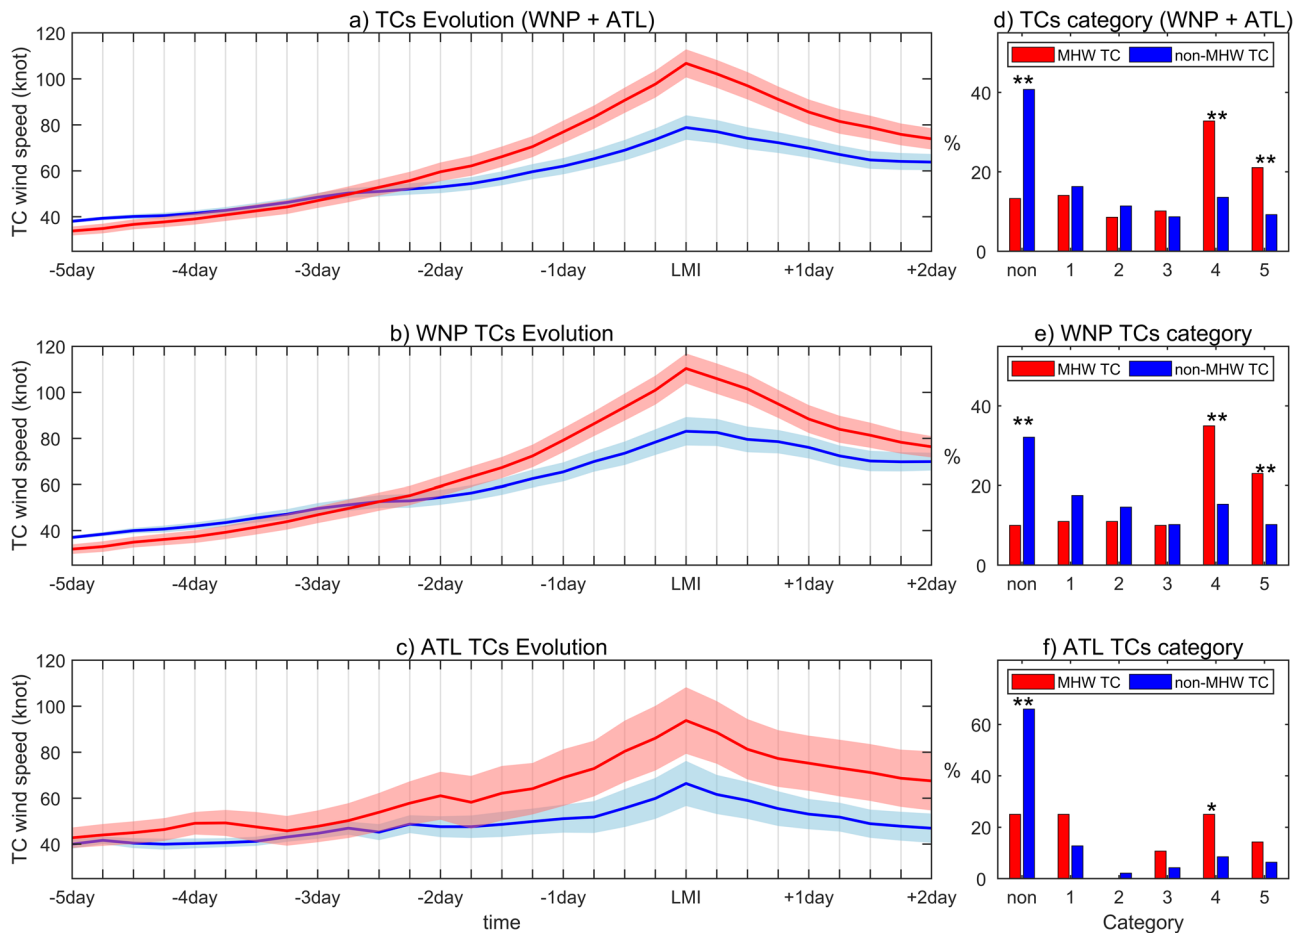 a) TCs Evolution (WNP + ATL)
TC wind speed (knot)
120
100
80
60
40
-5day -4day -3day -2day -1day LMI +1day +2day
d) TCs category (WNP + ATL)
MHW TC non-MHW TC
%
40
20
0
** ** **
non 1 2 3 4 5
b) WNP TCs Evolution
TC wind speed (knot)
120
100
80
60
40
-5day -4day -3day -2day -1day LMI +1day +2day
e) WNP TCs category
MHW TC non-MHW TC
%
40
20
0
** ** **
non 1 2 3 4 5
c) ATL TCs Evolution
TC wind speed (knot)
120
100
80
60
40
-5day -4day -3day -2day -1day LMI +1day +2day
time
f) ATL TCs category
MHW TC non-MHW TC
%
60
40
20
0
** *
non 1 2 3 4 5
Category